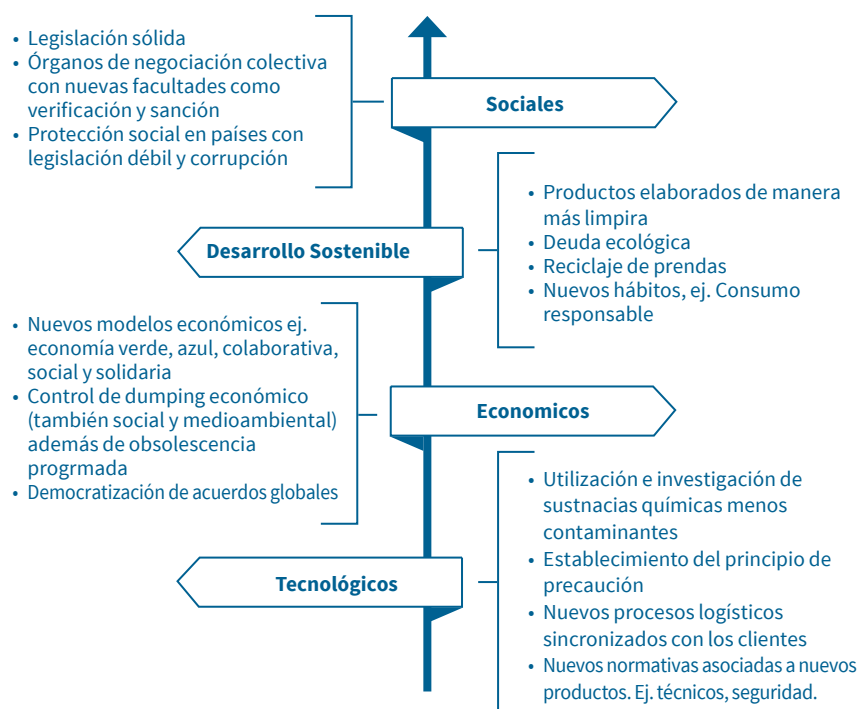 • Legislación sólida
• Órganos de negociación colectiva
con nuevas facultades como
verificación y sanción
• Protección social en países con
legislación débil y corrupción
Sociales
Desarrollo Sostenible
• Productos elaborados de manera
más limpira
• Deuda ecológica
• Reciclaje de prendas
• Nuevos hábitos, ej. Consumo
responsable
• Nuevos modelos económicos ej.
economía verde, azul, colaborativa,
social y solidaria
• Control de dumping económico
(también social y medioambiental)
además de obsolescencia
progrmada
• Democratización de acuerdos globales
Economicos
Tecnológicos
• Utilización e investigación de
sustnacias químicas menos
contaminantes
• Establecimiento del principio de
precaución
• Nuevos procesos logísticos
sincronizados con los clientes
• Nuevos normativas asociadas a nuevos
productos. Ej. técnicos, seguridad.